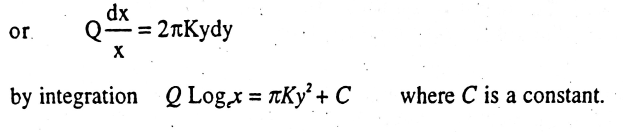 or Q dx/x = 2πKydy
by integration Q Logₑx = πKy² + C where C is a constant.